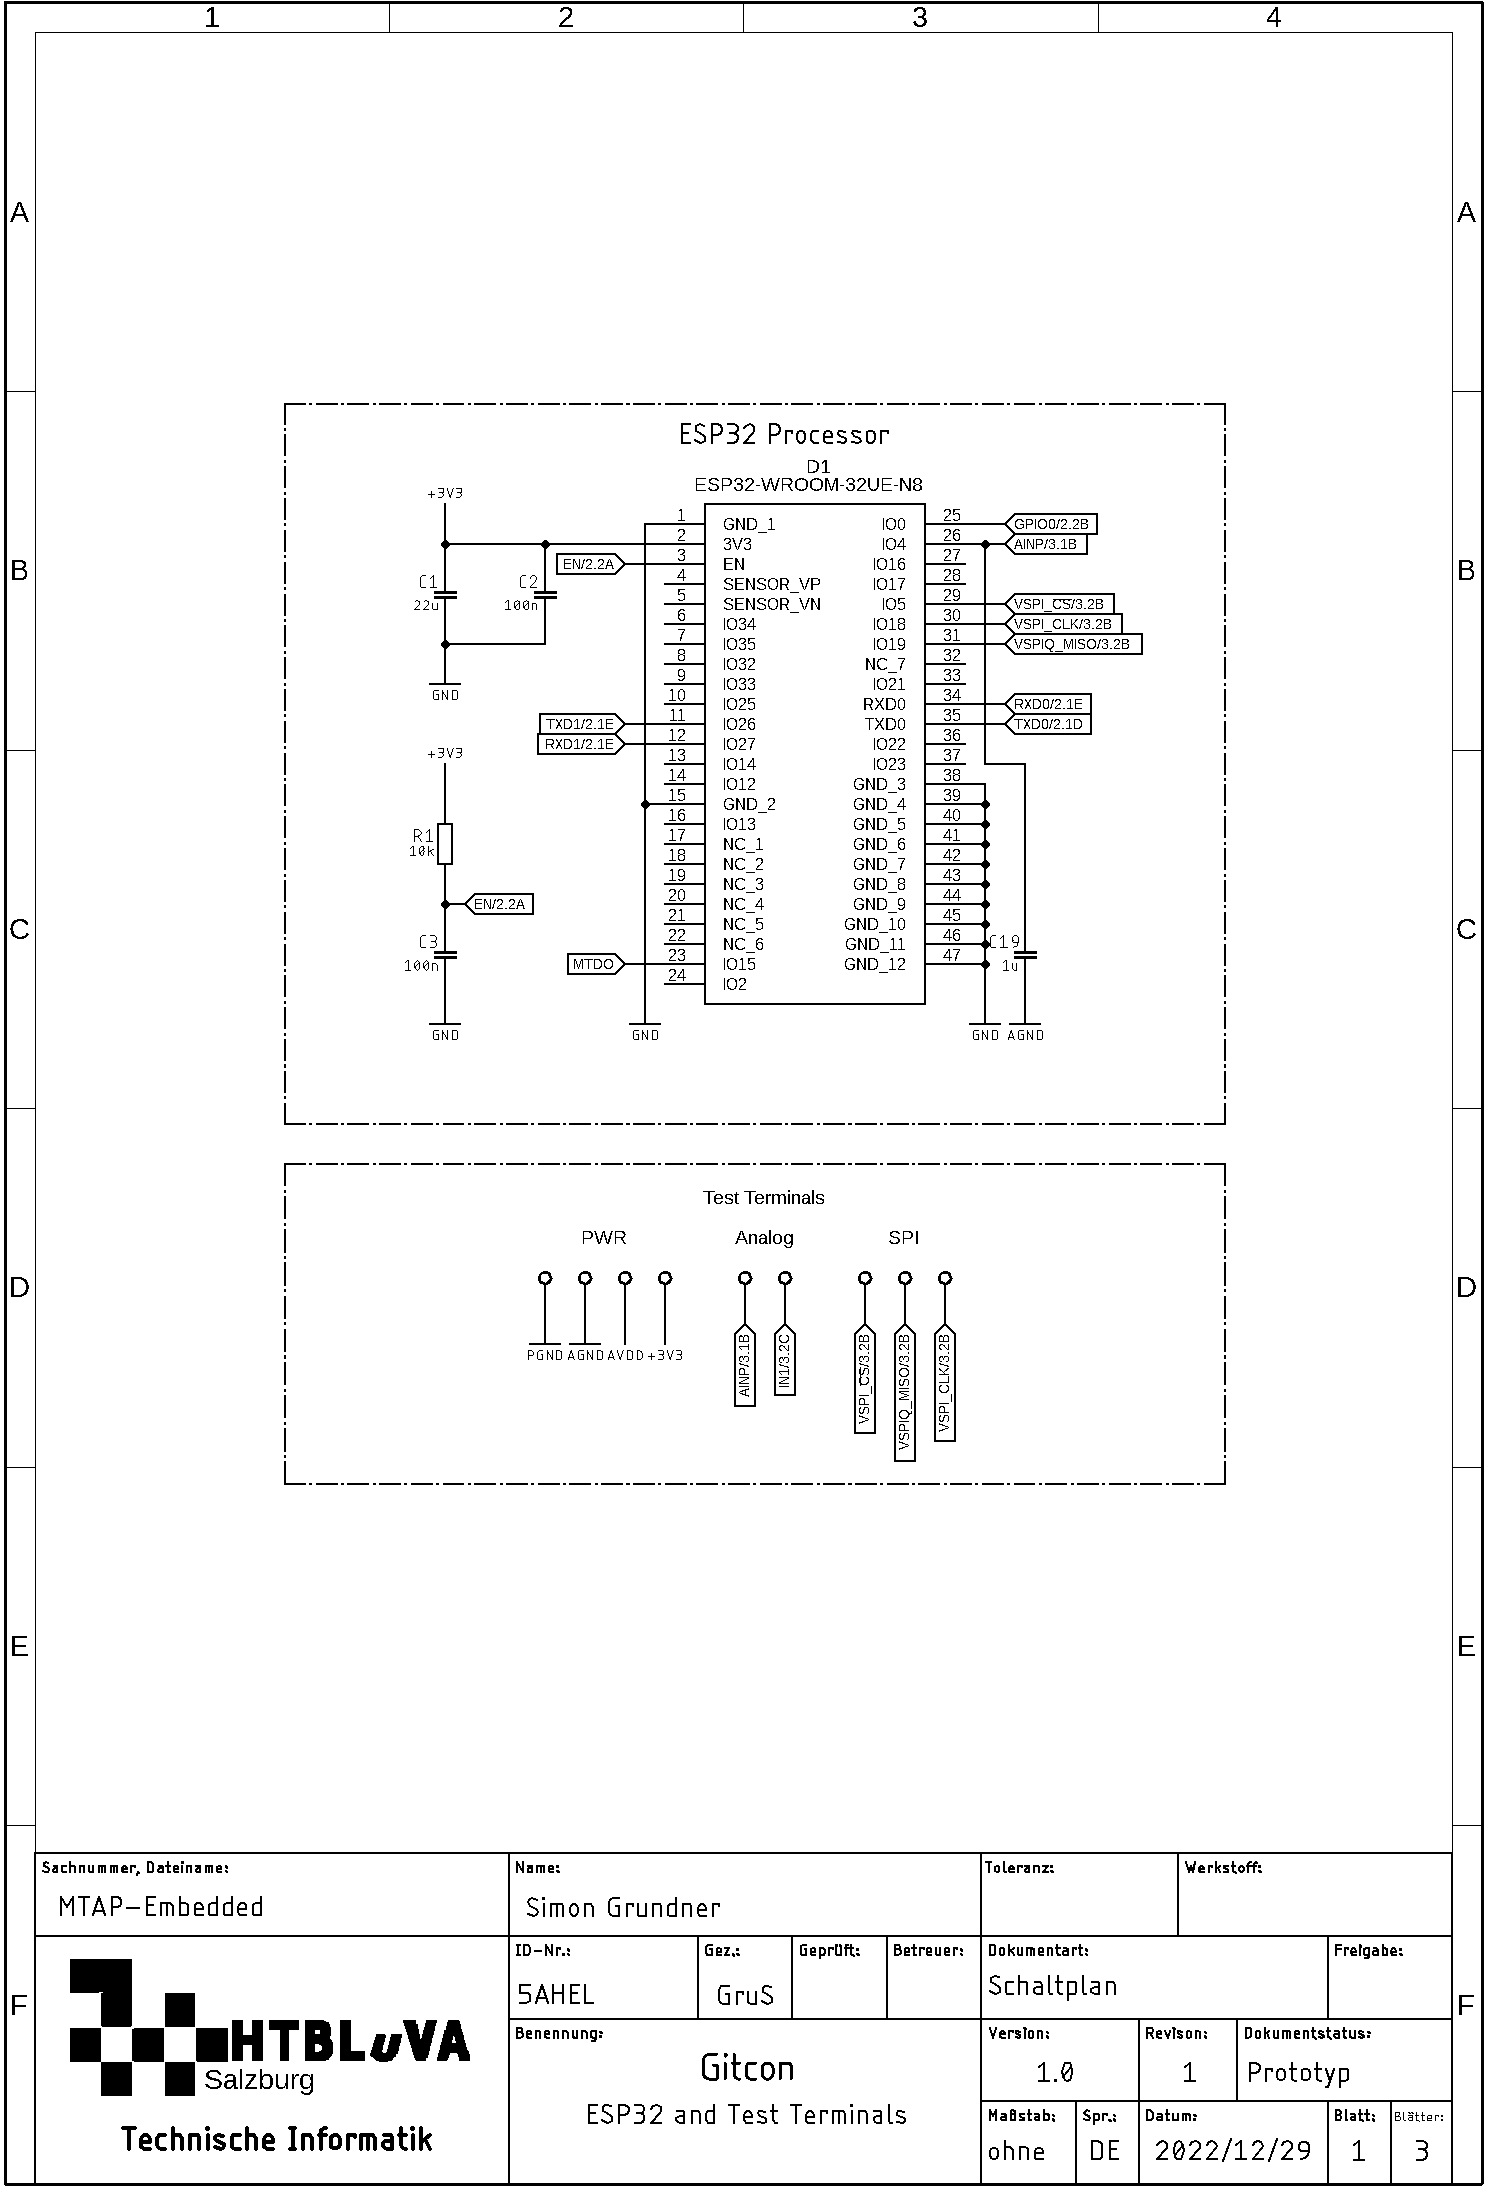 1 2 3 4
A A
ESP32 Processor
D1
ESP32-WROOM-32UE-N8
+3V3
C1
22u
C2
100n
GND
EN/2.2A
TXD1/2.1E
RXD1/2.1E
+3V3
R1
10k
EN/2.2A
C3
100n
GND
MTDO
GND
1 GND_1
2 3V3
3 EN
4 SENSOR_VP
5 SENSOR_VN
6 IO34
7 IO35
8 IO32
9 IO33
10 IO25
11 IO26
12 IO27
13 IO14
14 IO12
15 GND_2
16 IO13
17 NC_1
18 NC_2
19 NC_3
20 NC_4
21 NC_5
22 NC_6
23 IO15
24 IO2
IO0 25 GPIO0/2.2B
IO4 26 AINP/3.1B
IO16 27
IO17 28
IO5 29 VSPI_CS/3.2B
IO18 30 VSPI_CLK/3.2B
IO19 31 VSPIQ_MISO/3.2B
NC_7 32
IO21 33
RXD0 34 RXD0/2.1E
TXD0 35 TXD0/2.1D
IO22 36
IO23 37
GND_3 38
GND_4 39
GND_5 40
GND_6 41
GND_7 42
GND_8 43
GND_9 44
GND_10 45
GND_11 46
GND_12 47
C19
1u
GND AGND
B B
C C
Test Terminals
PWR Analog SPI
PGND AGND AVDD +3V3
AINP/3.1B
IN1/3.2C
VSPI_CS/3.2B
VSPIQ_MISO/3.2B
VSPI_CLK/3.2B
D D
E E
F F
Sachnummer, Dateiname:
MTAP-Embedded
Name:
Simon Grundner
Toleranz:
Werkstoff:
HTBLuVA
Salzburg
Technische Informatik
ID-Nr.:
5AHEL
Gez.:
GruS
Geprüft:
Betreuer:
Dokumentart:
Schaltplan
Freigabe:
Benennung:
Gitcon
ESP32 and Test Terminals
Version:
1.0
Revison:
1
Dokumentstatus:
Prototyp
Maßstab:
ohne
Spr.:
DE
Datum:
2022/12/29
Blatt:
1
Blätter:
3